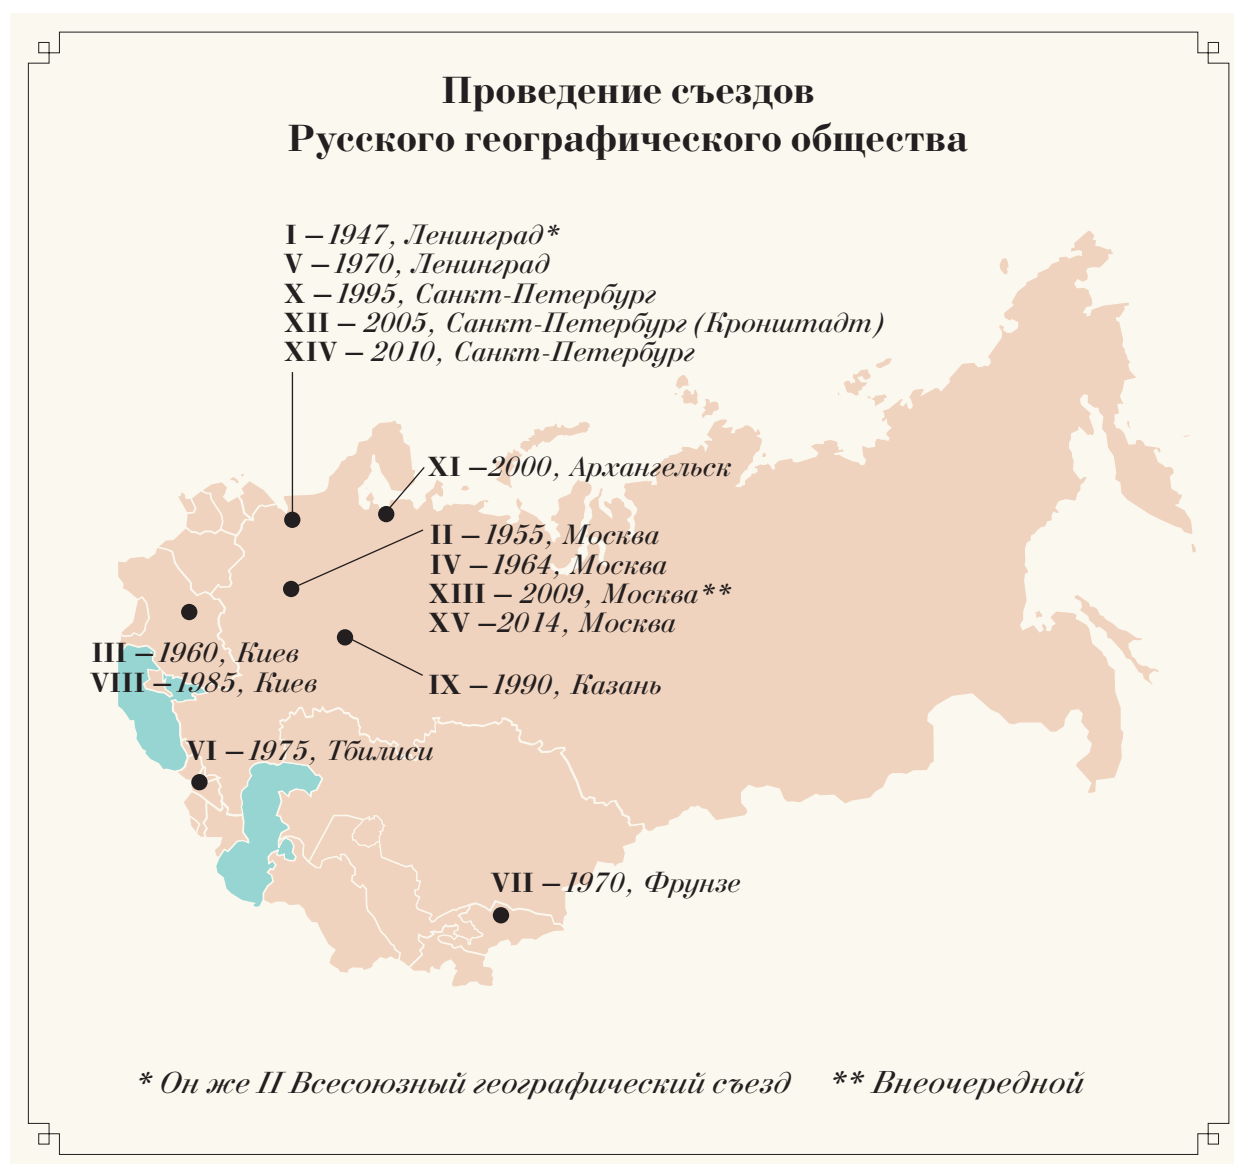 Проведение съездов
Русского географического общества
I – 1947, Ленинград*
V – 1970, Ленинград
X – 1995, Санкт-Петербург
XII – 2005, Санкт-Петербург (Кронштадт)
XIV – 2010, Санкт-Петербург
XI – 2000, Архангельск
II – 1955, Москва
IV – 1964, Москва
XIII – 2009, Москва**
XV – 2014, Москва
III – 1960, Киев
VIII – 1985, Киев
IX – 1990, Казань
VI – 1975, Тбилиси
VII – 1970, Фрунзе
* Он же II Всесоюзный географический съезд ** Внеочередной